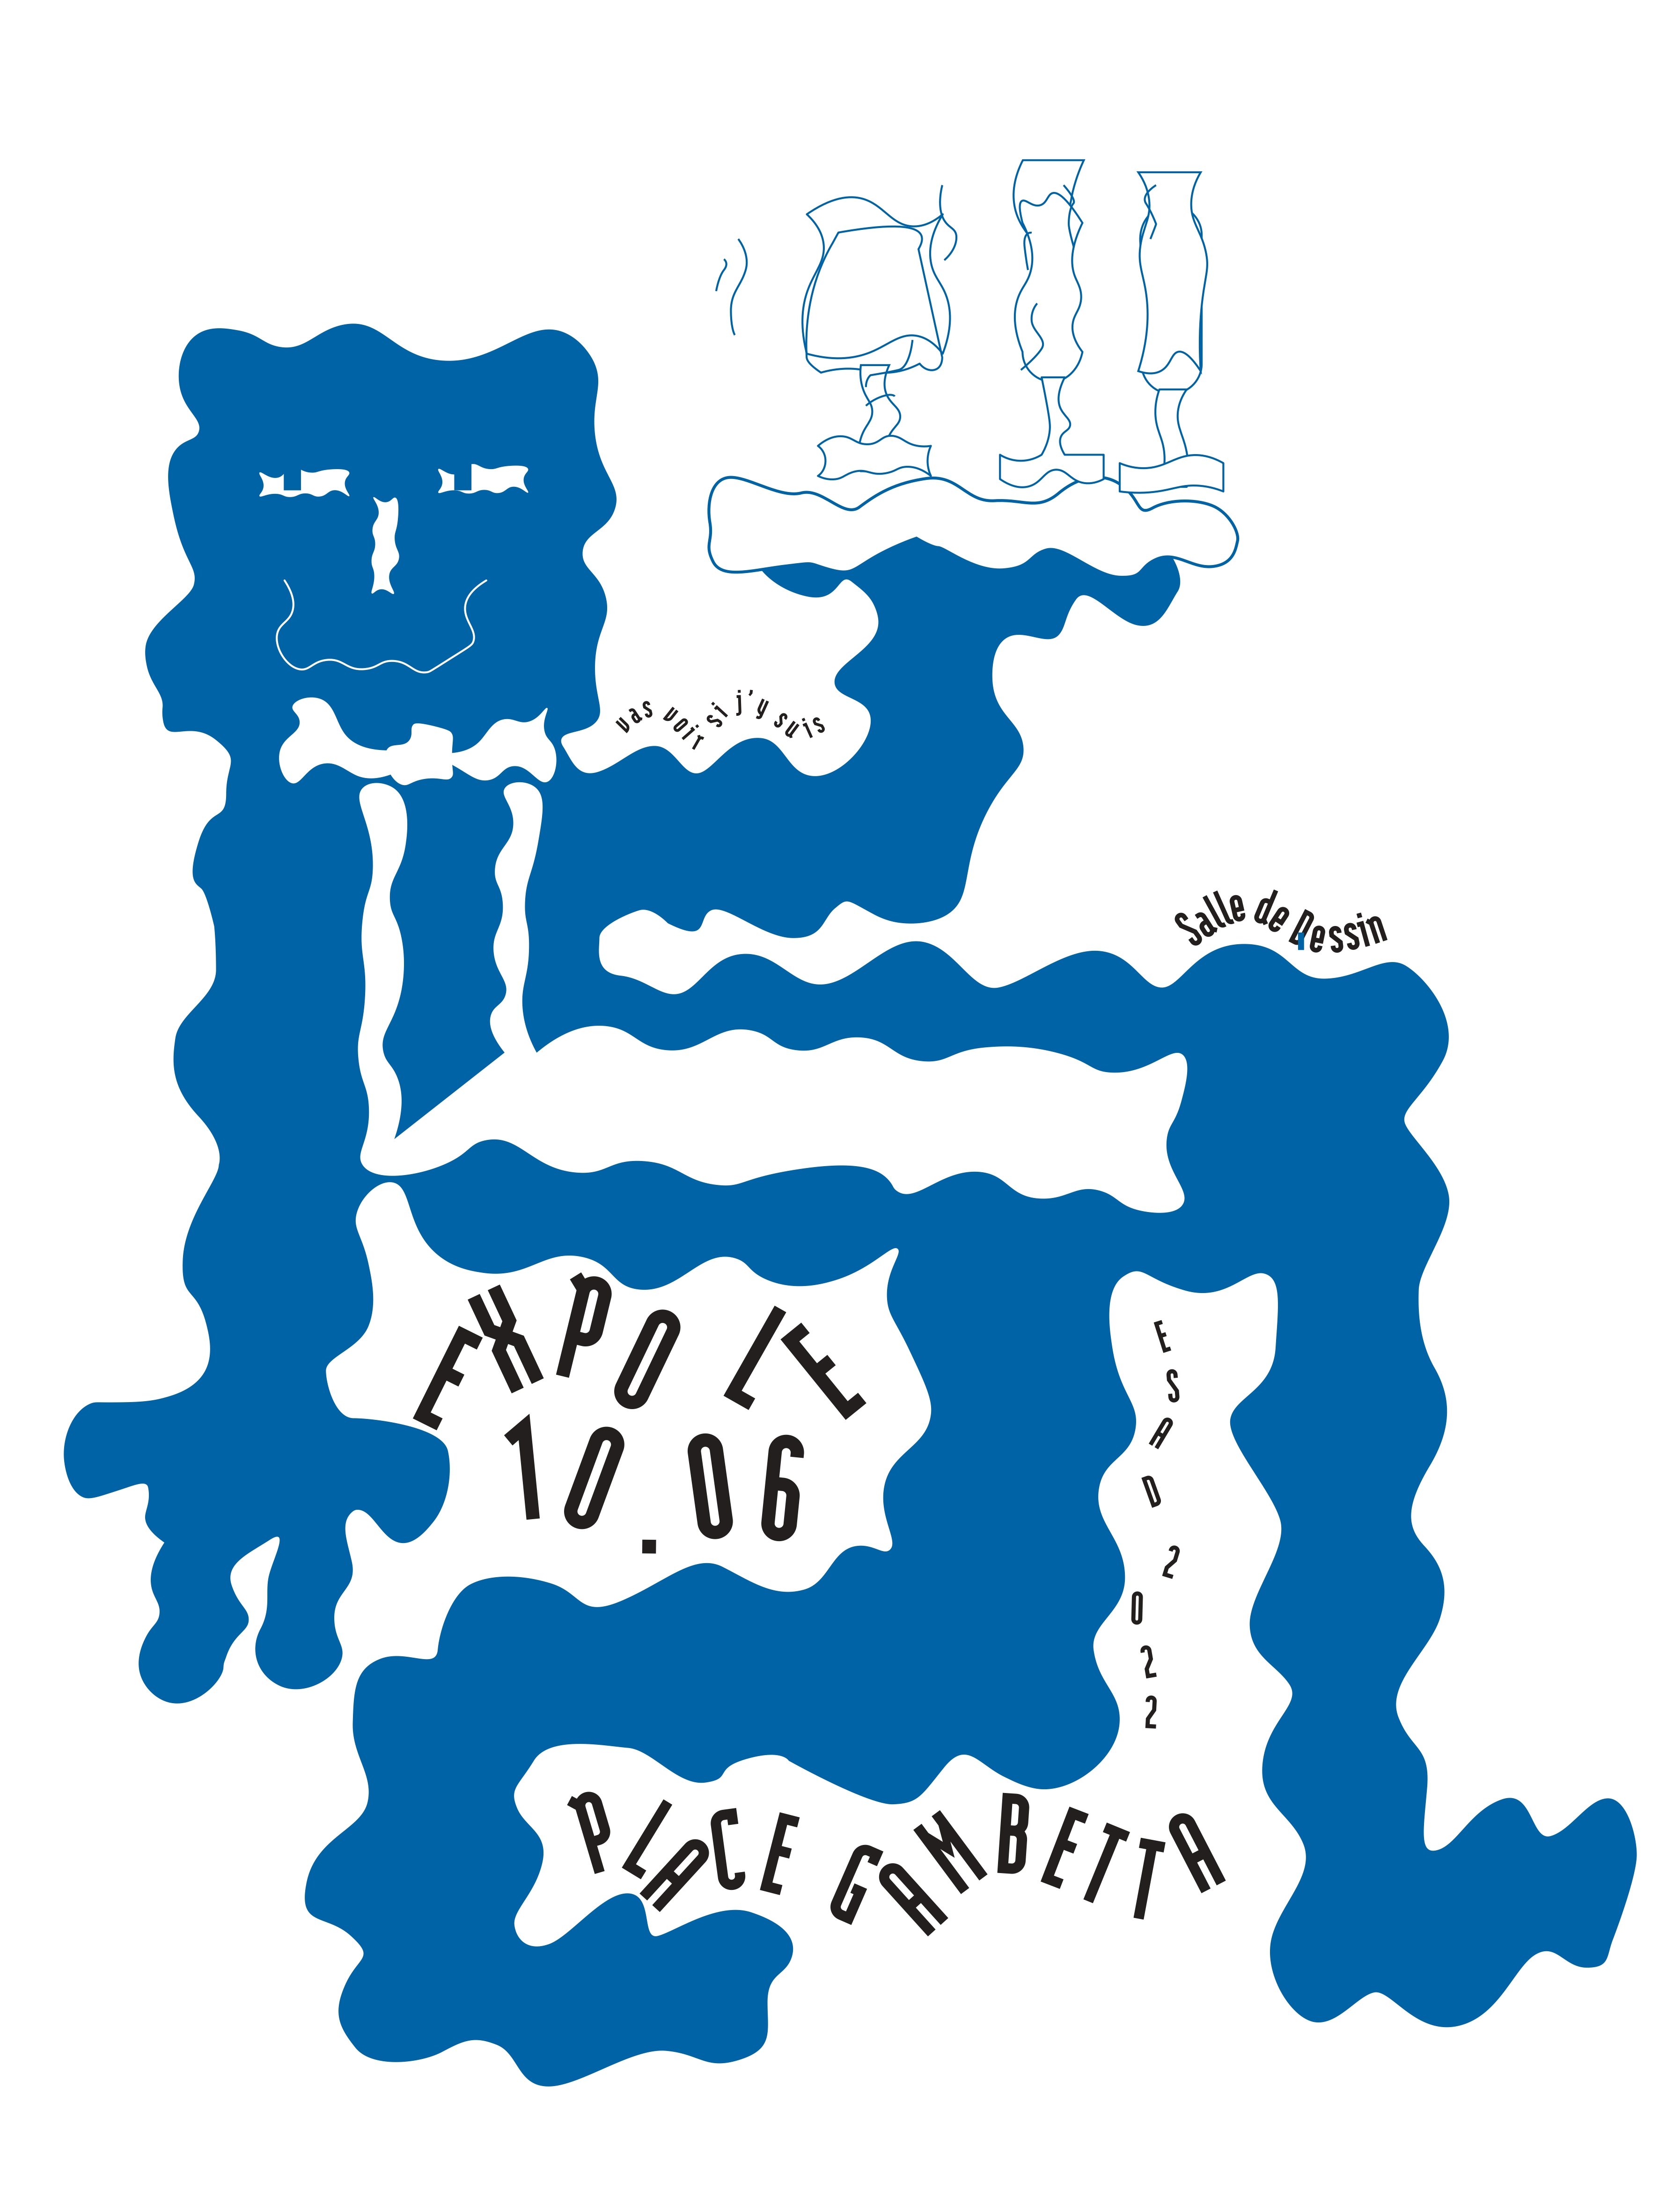 vas voir si j'y suis
salle de Dessin
EXPO LE
10.06
ESAD 2022
PLACE GAMBETTA